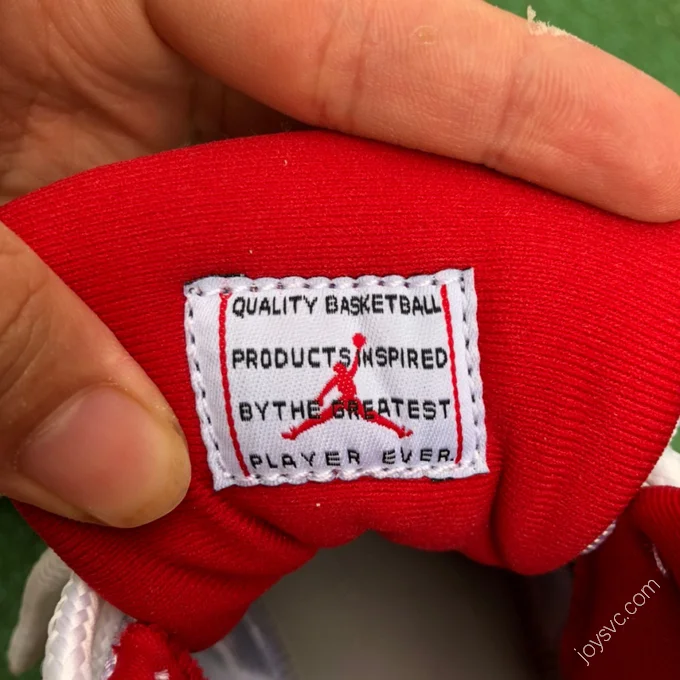 QUALITY BASKETBALL
PRODUCTS INSPIRED
BY THE GREATEST
PLAYER EVER.
joysvc.com